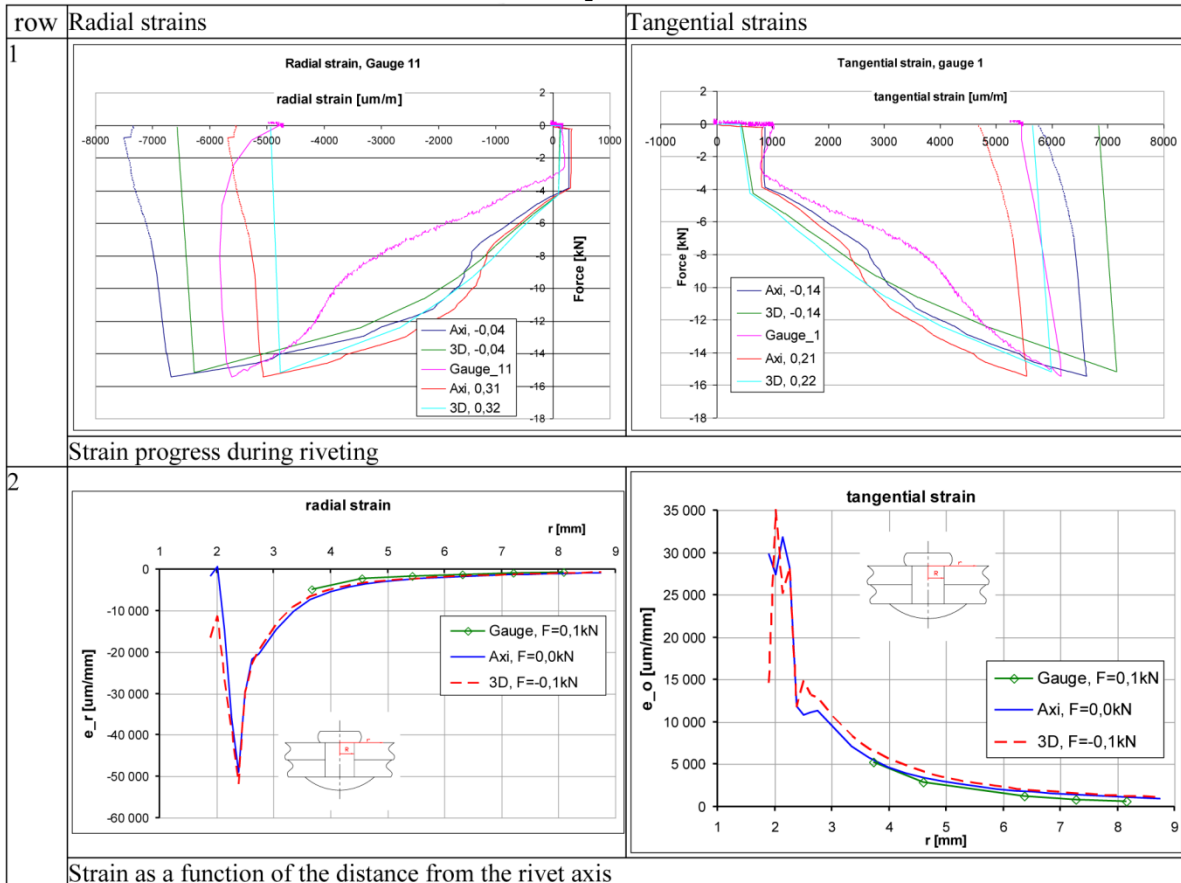 row Radial strains Tangential strains
1
Radial strain, Gauge 11
radial strain [um/m]
2
-8000 -7000 -6000 -5000 -4000 -3000 -2000 -1000 0 1000
0
-2
-4
-6
-8
-10
-12
-14
-16
-18
Force [kN]
Axi, -0,04
3D, -0,04
Gauge_11
Axi, 0,31
3D, 0,32
Tangential strain, gauge 1
tangential strain [um/m]
2
0
-1000 0 1000 2000 3000 4000 5000 6000 7000 8000
-2
-4
-6
-8
-10
-12
-14
-16
-18
Force [kN]
Axi, -0,14
3D, -0,14
Gauge_1
Axi, 0,21
3D, 0,22
Strain progress during riveting
2
radial strain
r [mm]
1 2 3 4 5 6 7 8 9
0
-10 000
-20 000
-30 000
-40 000
-50 000
-60 000
e_r [um/mm]
Gauge, F=0,1kN
Axi, F=0,0kN
3D, F=-0,1kN
R r
tangential strain
35 000
30 000
25 000
20 000
15 000
10 000
5 000
0
e_o [um/mm]
R r
Gauge, F=0,1kN
Axi, F=0,0kN
3D, F=-0,1kN
1 2 3 4 5 6 7 8 9
r [mm]
Strain as a function of the distance from the rivet axis